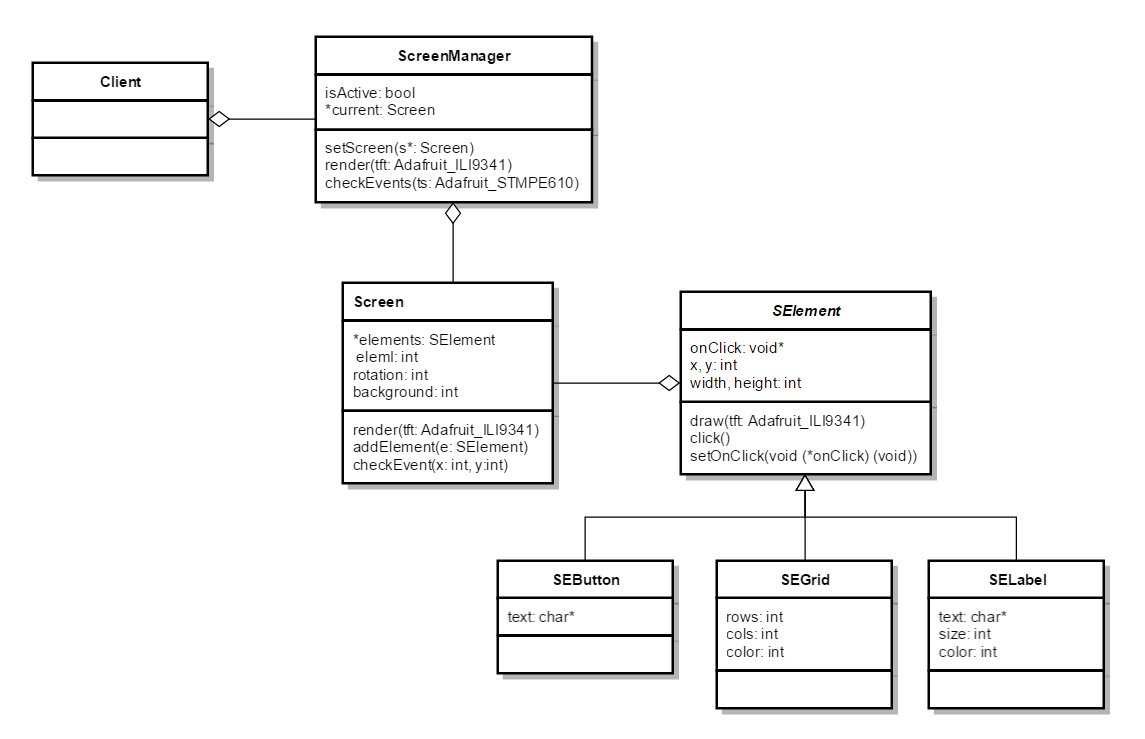 Client
ScreenManager
isActive: bool
*current: Screen
setScreen(s*: Screen)
render(tft: Adafruit_ILI9341)
checkEvents(ts: Adafruit_STMPE610)
Screen
*elements: SElement
eleml: int
rotation: int
background: int
render(tft: Adafruit_ILI9341)
addElement(e: SElement)
checkEvent(x: int, y:int)
SElement
onClick: void*
x, y: int
width, height: int
draw(tft: Adafruit_ILI9341)
click()
setOnClick(void (*onClick) (void))
SEButton
text: char*
SEGrid
rows: int
cols: int
color: int
SELabel
text: char*
size: int
color: int